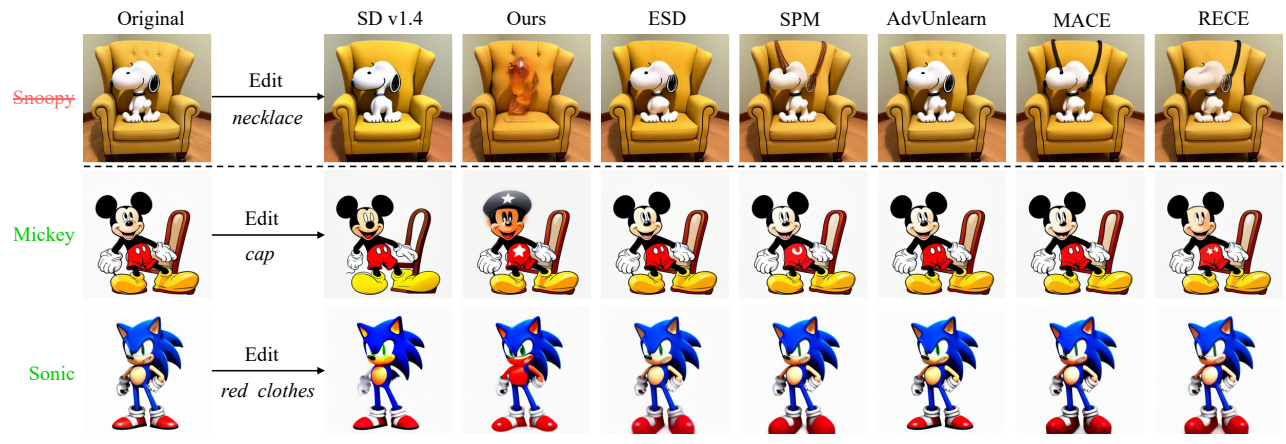 Original SD v1.4 Ours ESD SPM AdvUnlearn MACE RECE
Snoopy Edit
necklace
Mickey Edit
cap
Sonic Edit
red clothes